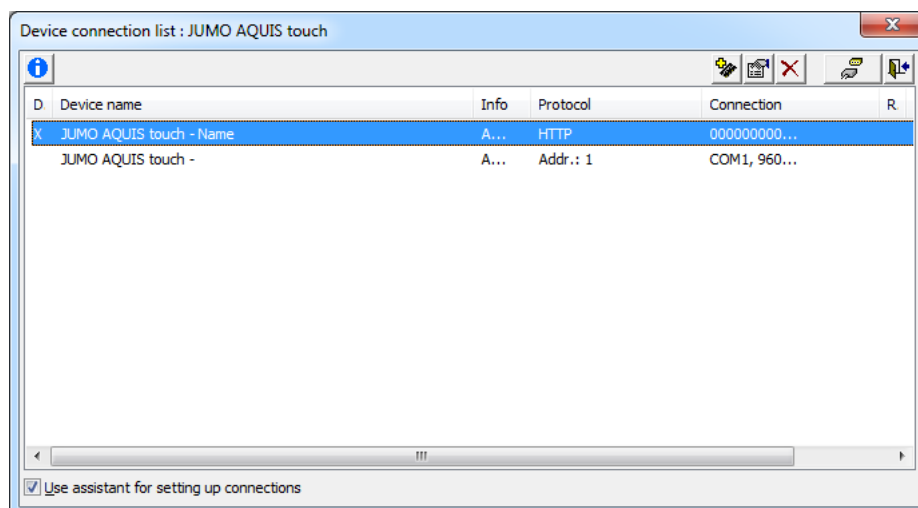 Device connection list : JUMO AQUIS touch
D. Device name Info Protocol Connection R.
X JUMO AQUIS touch - Name A... HTTP 000000000...
JUMO AQUIS touch - A... Addr.: 1 COM1, 960...
Use assistant for setting up connections